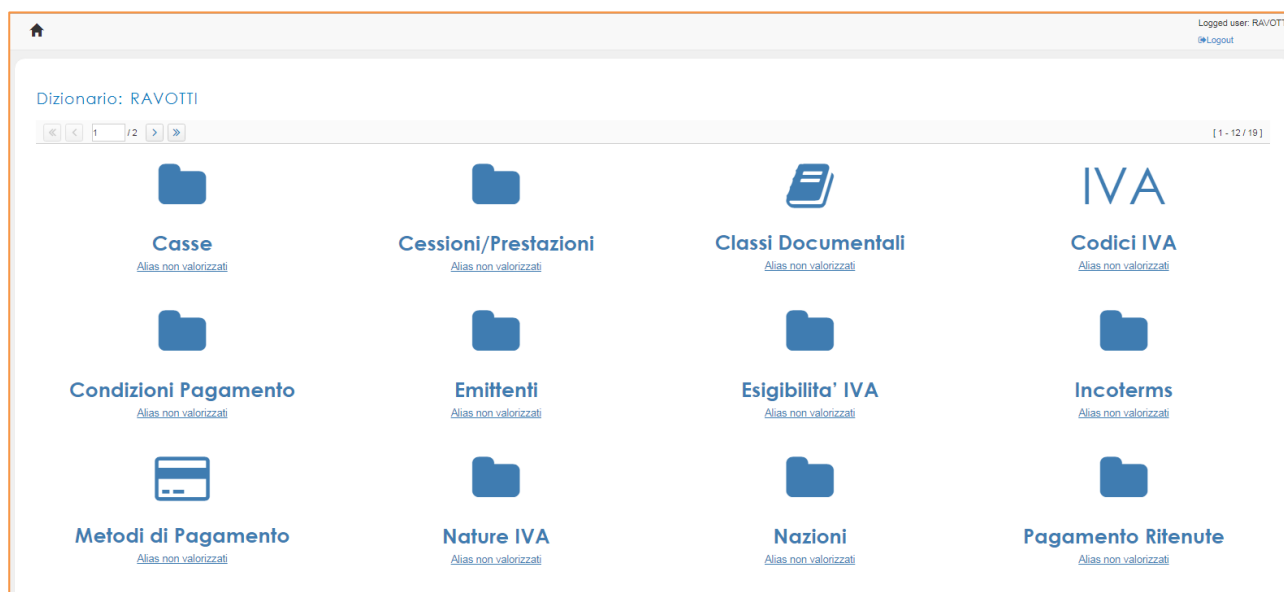 Logged user: RAVOTT
Logout
Dizionario: RAVOTTI
1 / 2
[ 1 - 12 / 19 ]
IVA
Casse
Cessioni/Prestazioni
Classi Documentali
Codici IVA
Alias non valorizzati
Alias non valorizzati
Alias non valorizzati
Alias non valorizzati
Condizioni Pagamento
Emittenti
Esigibilita' IVA
Incoterms
Alias non valorizzati
Alias non valorizzati
Alias non valorizzati
Alias non valorizzati
Metodi di Pagamento
Nature IVA
Nazioni
Pagamento Ritenute
Alias non valorizzati
Alias non valorizzati
Alias non valorizzati
Alias non valorizzati